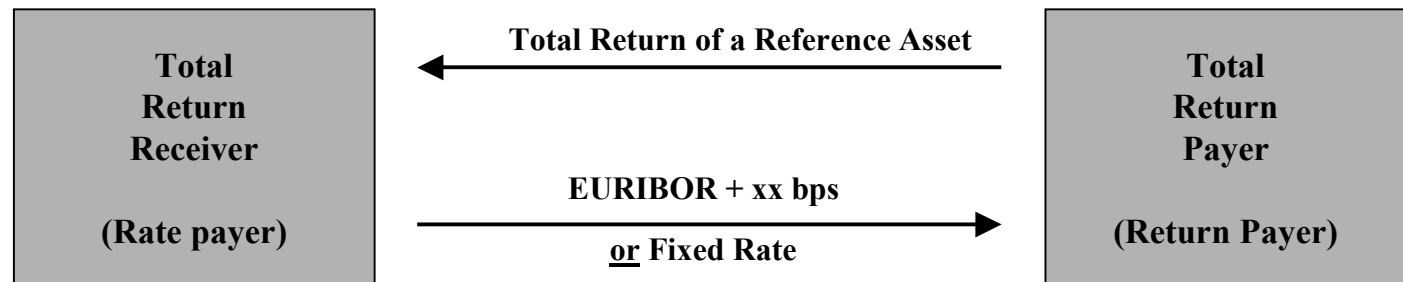 Total
Return
Receiver
(Rate payer)
Total Return of a Reference Asset
EURIBOR + xx bps
or Fixed Rate
Total
Return
Payer
(Return Payer)